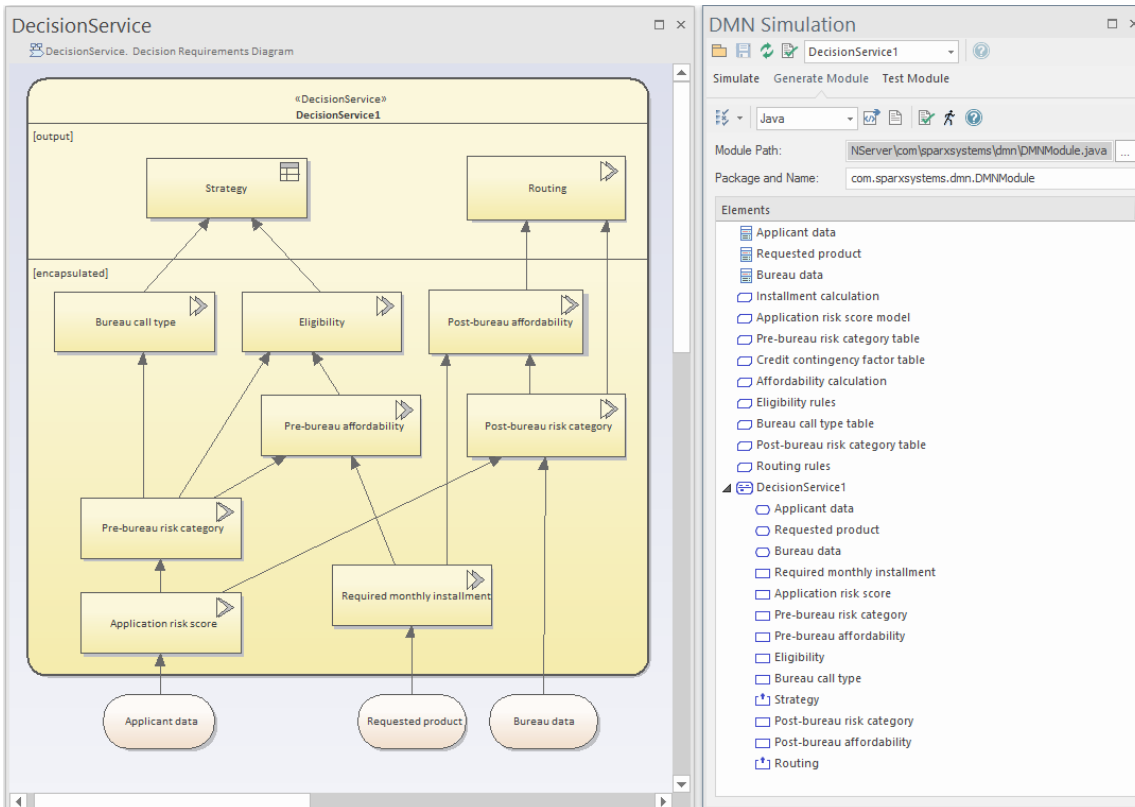 DecisionService
DecisionService. Decision Requirements Diagram
«DecisionService»
DecisionService1
[output]
Strategy
Routing
[encapsulated]
Bureau call type
Eligibility
Post-bureau affordability
Pre-bureau affordability
Post-bureau risk category
Pre-bureau risk category
Required monthly installment
Application risk score
Applicant data
Requested product
Bureau data
DMN Simulation
DecisionService1
Simulate Generate Module Test Module
Java
Module Path: NServer\com\sparxsystems\dmn\DMNModule.java ...
Package and Name: com.sparxsystems.dmn.DMNModule
Elements
Applicant data
Requested product
Bureau data
Installment calculation
Application risk score model
Pre-bureau risk category table
Credit contingency factor table
Affordability calculation
Eligibility rules
Bureau call type table
Post-bureau risk category table
Routing rules
DecisionService1
Applicant data
Requested product
Bureau data
Required monthly installment
Application risk score
Pre-bureau risk category
Pre-bureau affordability
Eligibility
Bureau call type
Strategy
Post-bureau risk category
Post-bureau affordability
Routing